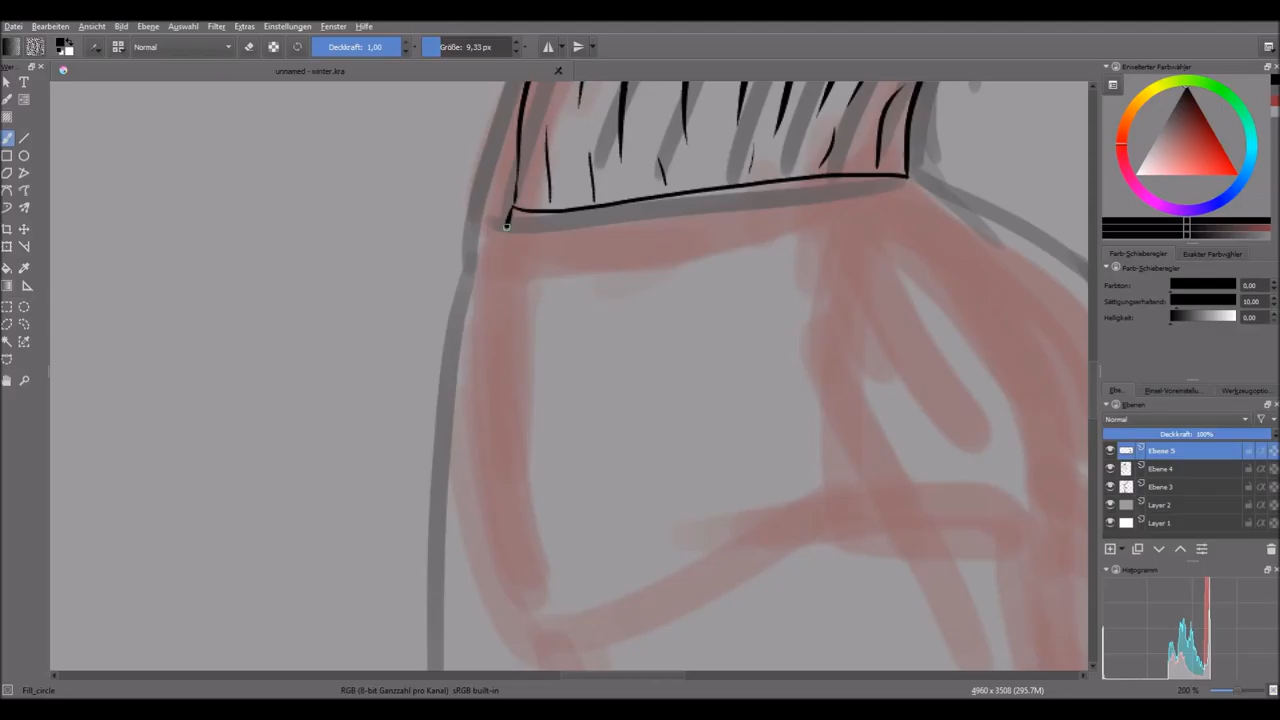 Datei Bearbeiten Ansicht Bild Ebene Auswahl Filter Extras Einstellungen Fenster Hilfe
Normal Deckkraft: 1,00 Größe: 9,33 px
unnamed - winter.kra
Erweiterter Farbwähler
Farb-Schieberegler Exakter Farbwähler
Farb-Schieberegler
Farbton: 0,00
Sättigungserhaltend: 10,00
Helligkeit: 0,00
Ebe... Pinsel-Voreinstellu...
Ebenen
Normal
Deckkraft: 100%
Ebene 5
Ebene 4
Ebene 3
Layer 2
Layer 1
Histogramm
Fill_circle RGB (8-bit Ganzzahl pro Kanal) sRGB built-in 4960 x 3508 (295.7M) 200 %